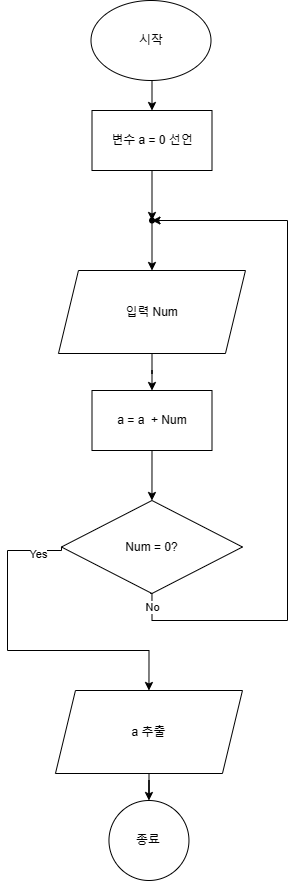 시작
변수 a = 0 선언
입력 Num
a = a + Num
Num = 0?
Yes
No
a 추출
종료